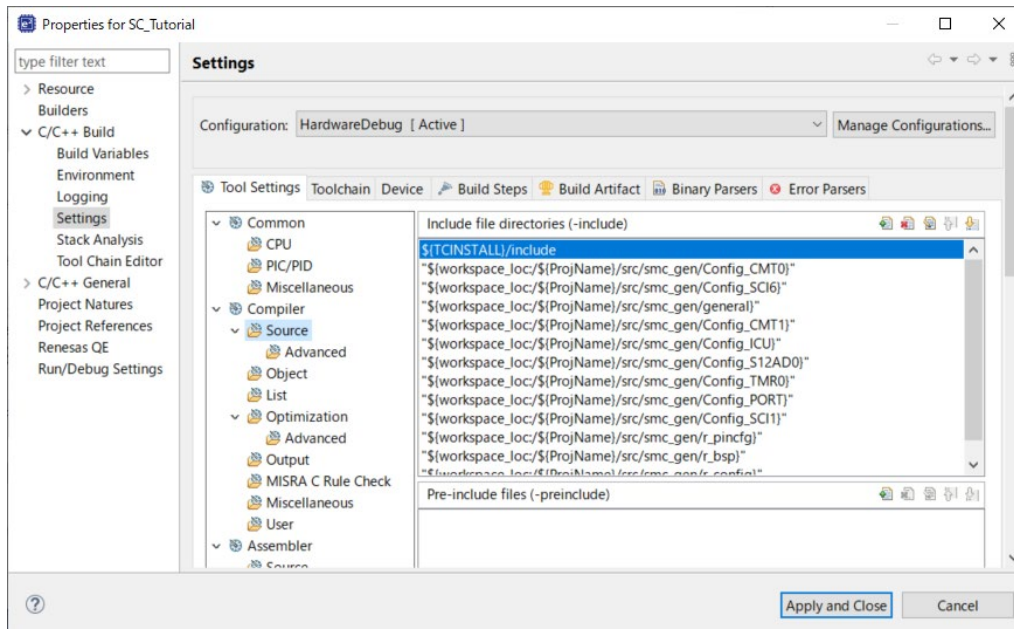 Properties for SC_Tutorial
type filter text
Resource
Builders
C/C++ Build
Build Variables
Environment
Logging
Settings
Stack Analysis
Tool Chain Editor
C/C++ General
Project Natures
Project References
Renesas QE
Run/Debug Settings
Settings
Configuration: HardwareDebug [ Active ] Manage Configurations...
Tool Settings Toolchain Device Build Steps Build Artifact Binary Parsers Error Parsers
Common
CPU
PIC/PID
Miscellaneous
Compiler
Source
Advanced
Object
List
Optimization
Advanced
Output
MISRA C Rule Check
Miscellaneous
User
Assembler
Source
Include file directories (-include)
${TCINSTALL}/include
"${workspace_loc:/${ProjName}/src/smc_gen/Config_CMT0}"
"${workspace_loc:/${ProjName}/src/smc_gen/Config_SCI6}"
"${workspace_loc:/${ProjName}/src/smc_gen/general}"
"${workspace_loc:/${ProjName}/src/smc_gen/Config_CMT1}"
"${workspace_loc:/${ProjName}/src/smc_gen/Config_ICU}"
"${workspace_loc:/${ProjName}/src/smc_gen/Config_S12AD0}"
"${workspace_loc:/${ProjName}/src/smc_gen/Config_TMR0}"
"${workspace_loc:/${ProjName}/src/smc_gen/Config_PORT}"
"${workspace_loc:/${ProjName}/src/smc_gen/Config_SCI1}"
"${workspace_loc:/${ProjName}/src/smc_gen/r_pincfg}"
"${workspace_loc:/${ProjName}/src/smc_gen/r_bsp}"
"${workspace_loc:/${ProjName}/src/smc_gen/r_config}"
Pre-include files (-preinclude)
Apply and Close Cancel